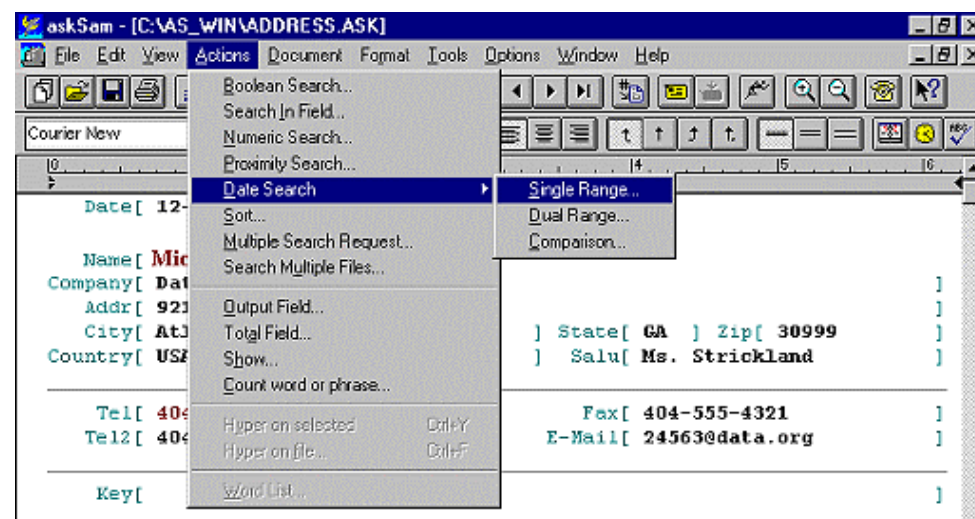 askSam - [C:\AS_WIN\ADDRESS.ASK]
File Edit View Actions Document Format Tools Options Window Help
Courier New
Boolean Search...
Search In Field...
Numeric Search...
Proximity Search...
Date Search
Sort...
Multiple Search Request...
Search Multiple Files...
Output Field...
Total Field...
Show...
Count word or phrase...
Hyper on selected Ctrl+Y
Hyper on file... Ctrl+F
Word List...
Single Range...
Dual Range...
Comparison...
0 4 5 6
Date[ 12-
Name[ Mic
Company[ Dat ]
Addr[ 921 ]
City[ Atl ] State[ GA ] Zip[ 30999 ]
Country[ USA ] Salu[ Ms. Strickland ]
Tel[ 404 Fax[ 404-555-4321 ]
Tel2[ 404 E-Mail[ 24563@data.org ]
Key[ ]